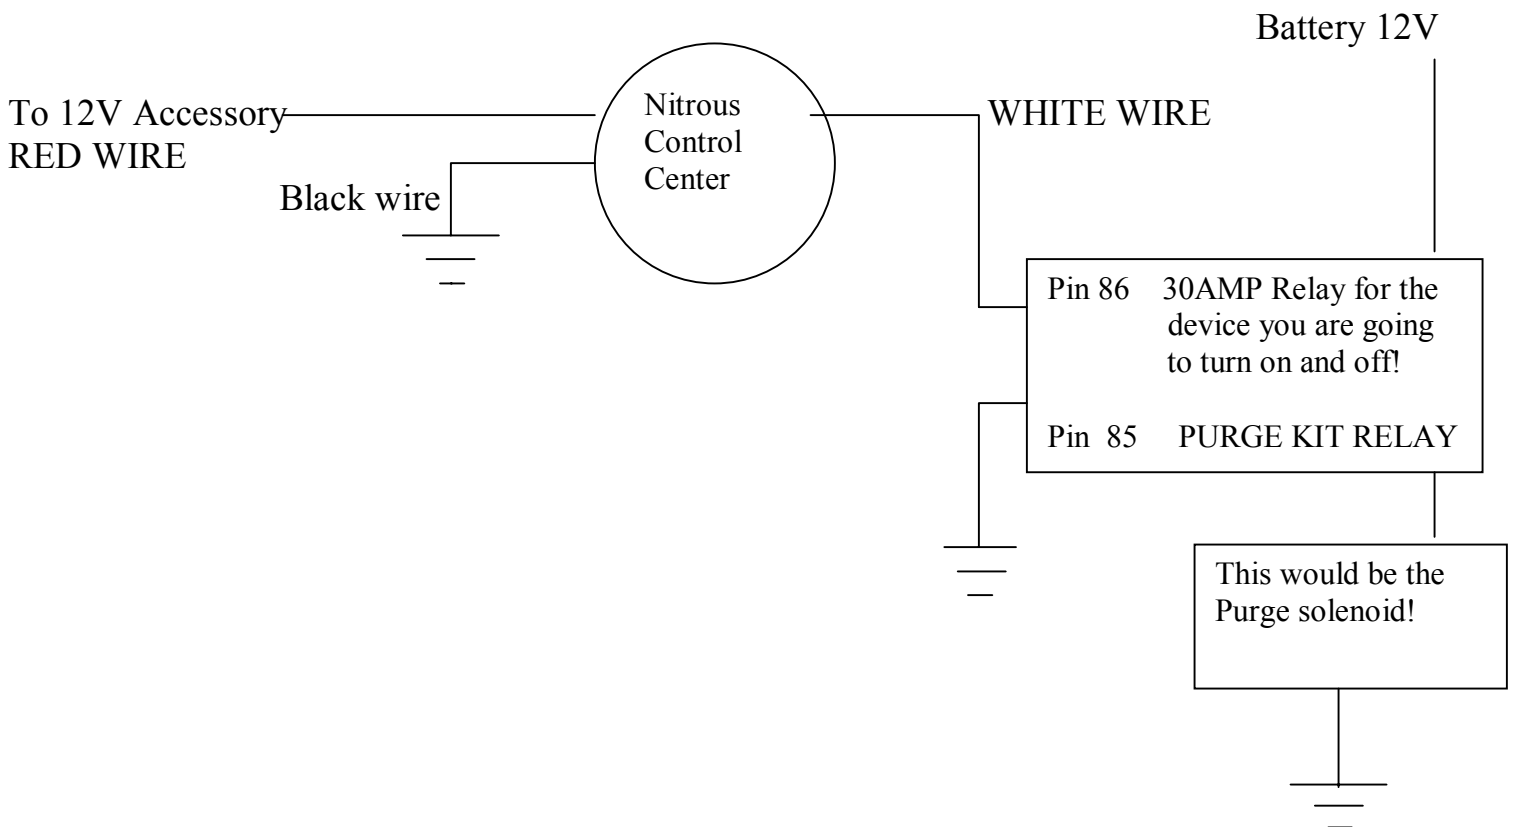 Battery 12V
To 12V Accessory
RED WIRE
Nitrous
Control
Center
WHITE WIRE
Black wire
Pin 86 30AMP Relay for the
device you are going
to turn on and off!
Pin 85 PURGE KIT RELAY
This would be the
Purge solenoid!